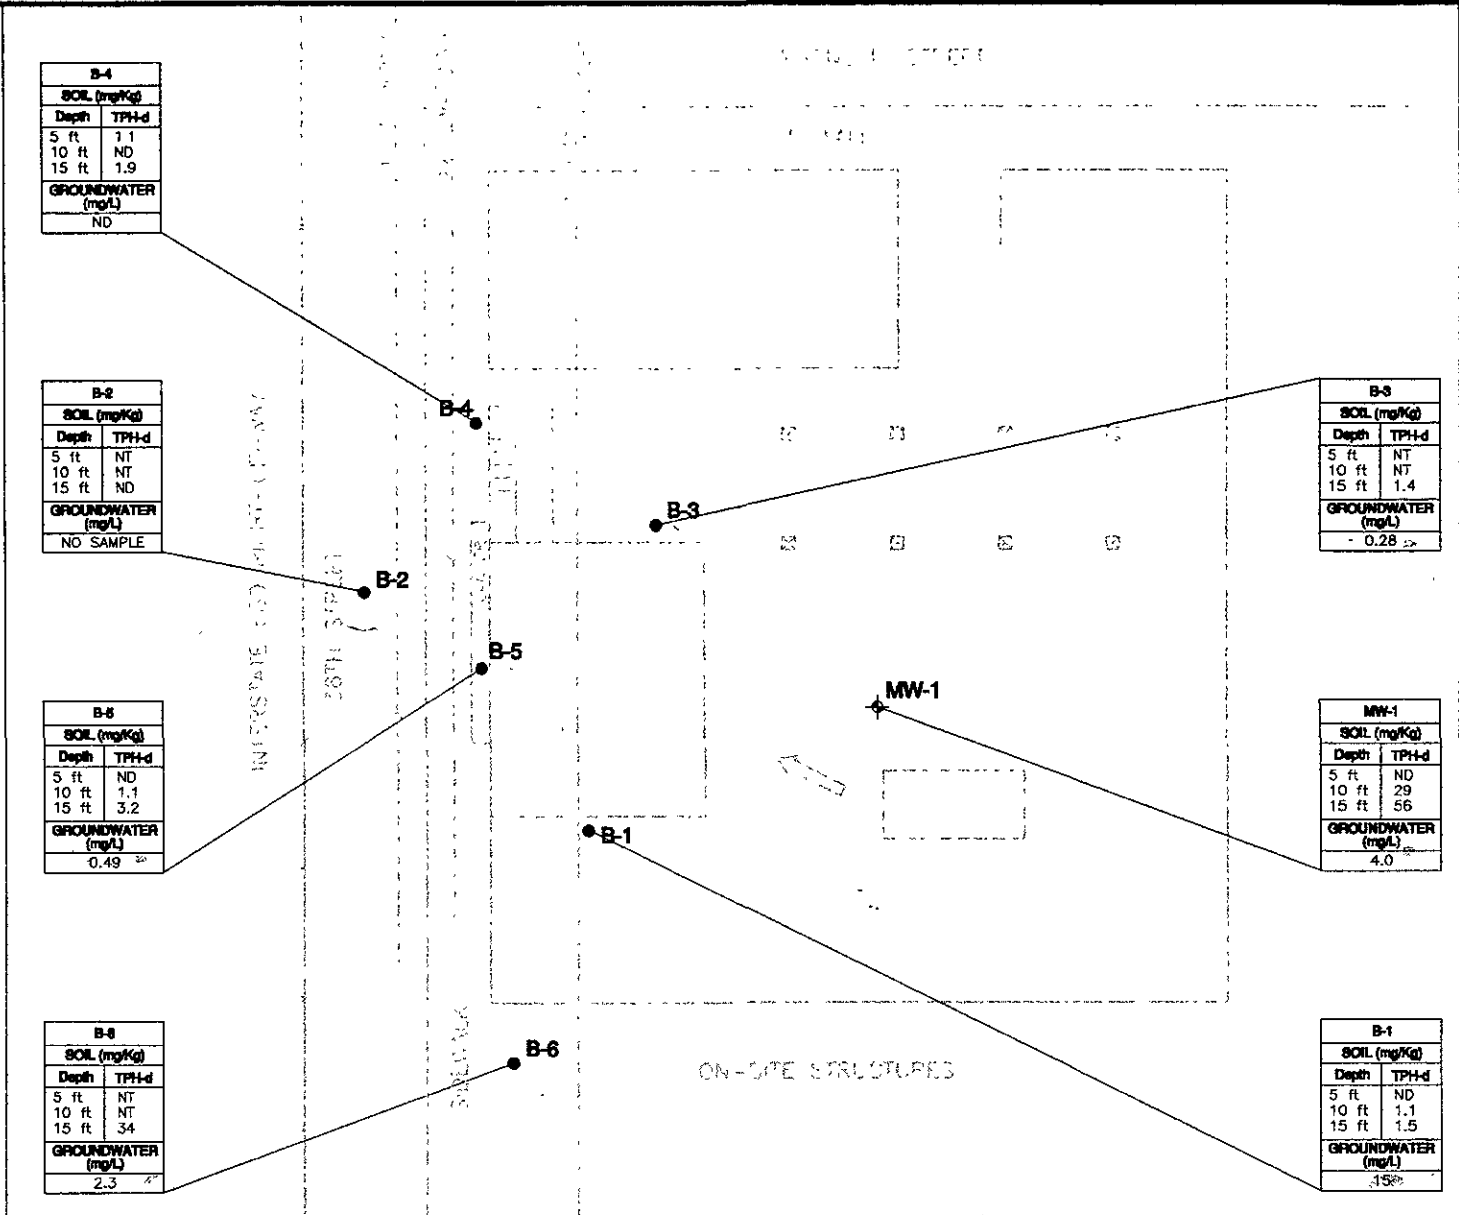 B-4
SOIL (mg/Kg)
Depth TPH-d
5 ft 1.1
10 ft ND
15 ft 1.9
GROUNDWATER
(mg/L)
ND
B-2
SOIL (mg/Kg)
Depth TPH-d
5 ft NT
10 ft NT
15 ft ND
GROUNDWATER
(mg/L)
NO SAMPLE
B-5
SOIL (mg/Kg)
Depth TPH-d
5 ft ND
10 ft 1.1
15 ft 3.2
GROUNDWATER
(mg/L)
0.49
B-6
SOIL (mg/Kg)
Depth TPH-d
5 ft NT
10 ft NT
15 ft 34
GROUNDWATER
(mg/L)
2.3
B-4
B-3
B-2
B-5
MW-1
B-1
B-6
SIDEWALK
ON-SITE STRUCTURES
B-3
SOIL (mg/Kg)
Depth TPH-d
5 ft NT
10 ft NT
15 ft 1.4
GROUNDWATER
(mg/L)
0.28
MW-1
SOIL (mg/Kg)
Depth TPH-d
5 ft ND
10 ft 29
15 ft 56
GROUNDWATER
(mg/L)
4.0
B-1
SOIL (mg/Kg)
Depth TPH-d
5 ft ND
10 ft 1.1
15 ft 1.5
GROUNDWATER
(mg/L)